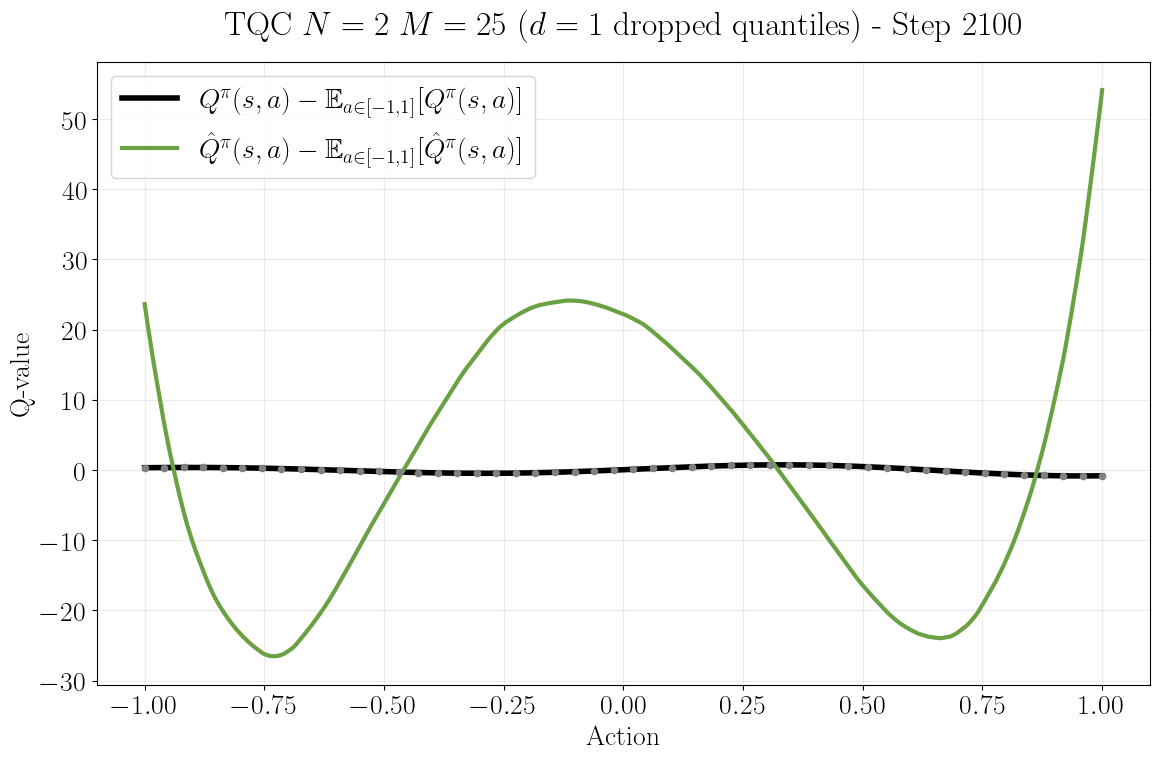 TQC N = 2 M = 25 (d = 1 dropped quantiles) - Step 2100
Q^π(s, a) − 𝔼_{a∈[−1,1]}[Q^π(s, a)]
Q̂^π(s, a) − 𝔼_{a∈[−1,1]}[Q̂^π(s, a)]
50
40
30
20
10
0
−10
−20
−30
Q-value
−1.00 −0.75 −0.50 −0.25 0.00 0.25 0.50 0.75 1.00
Action